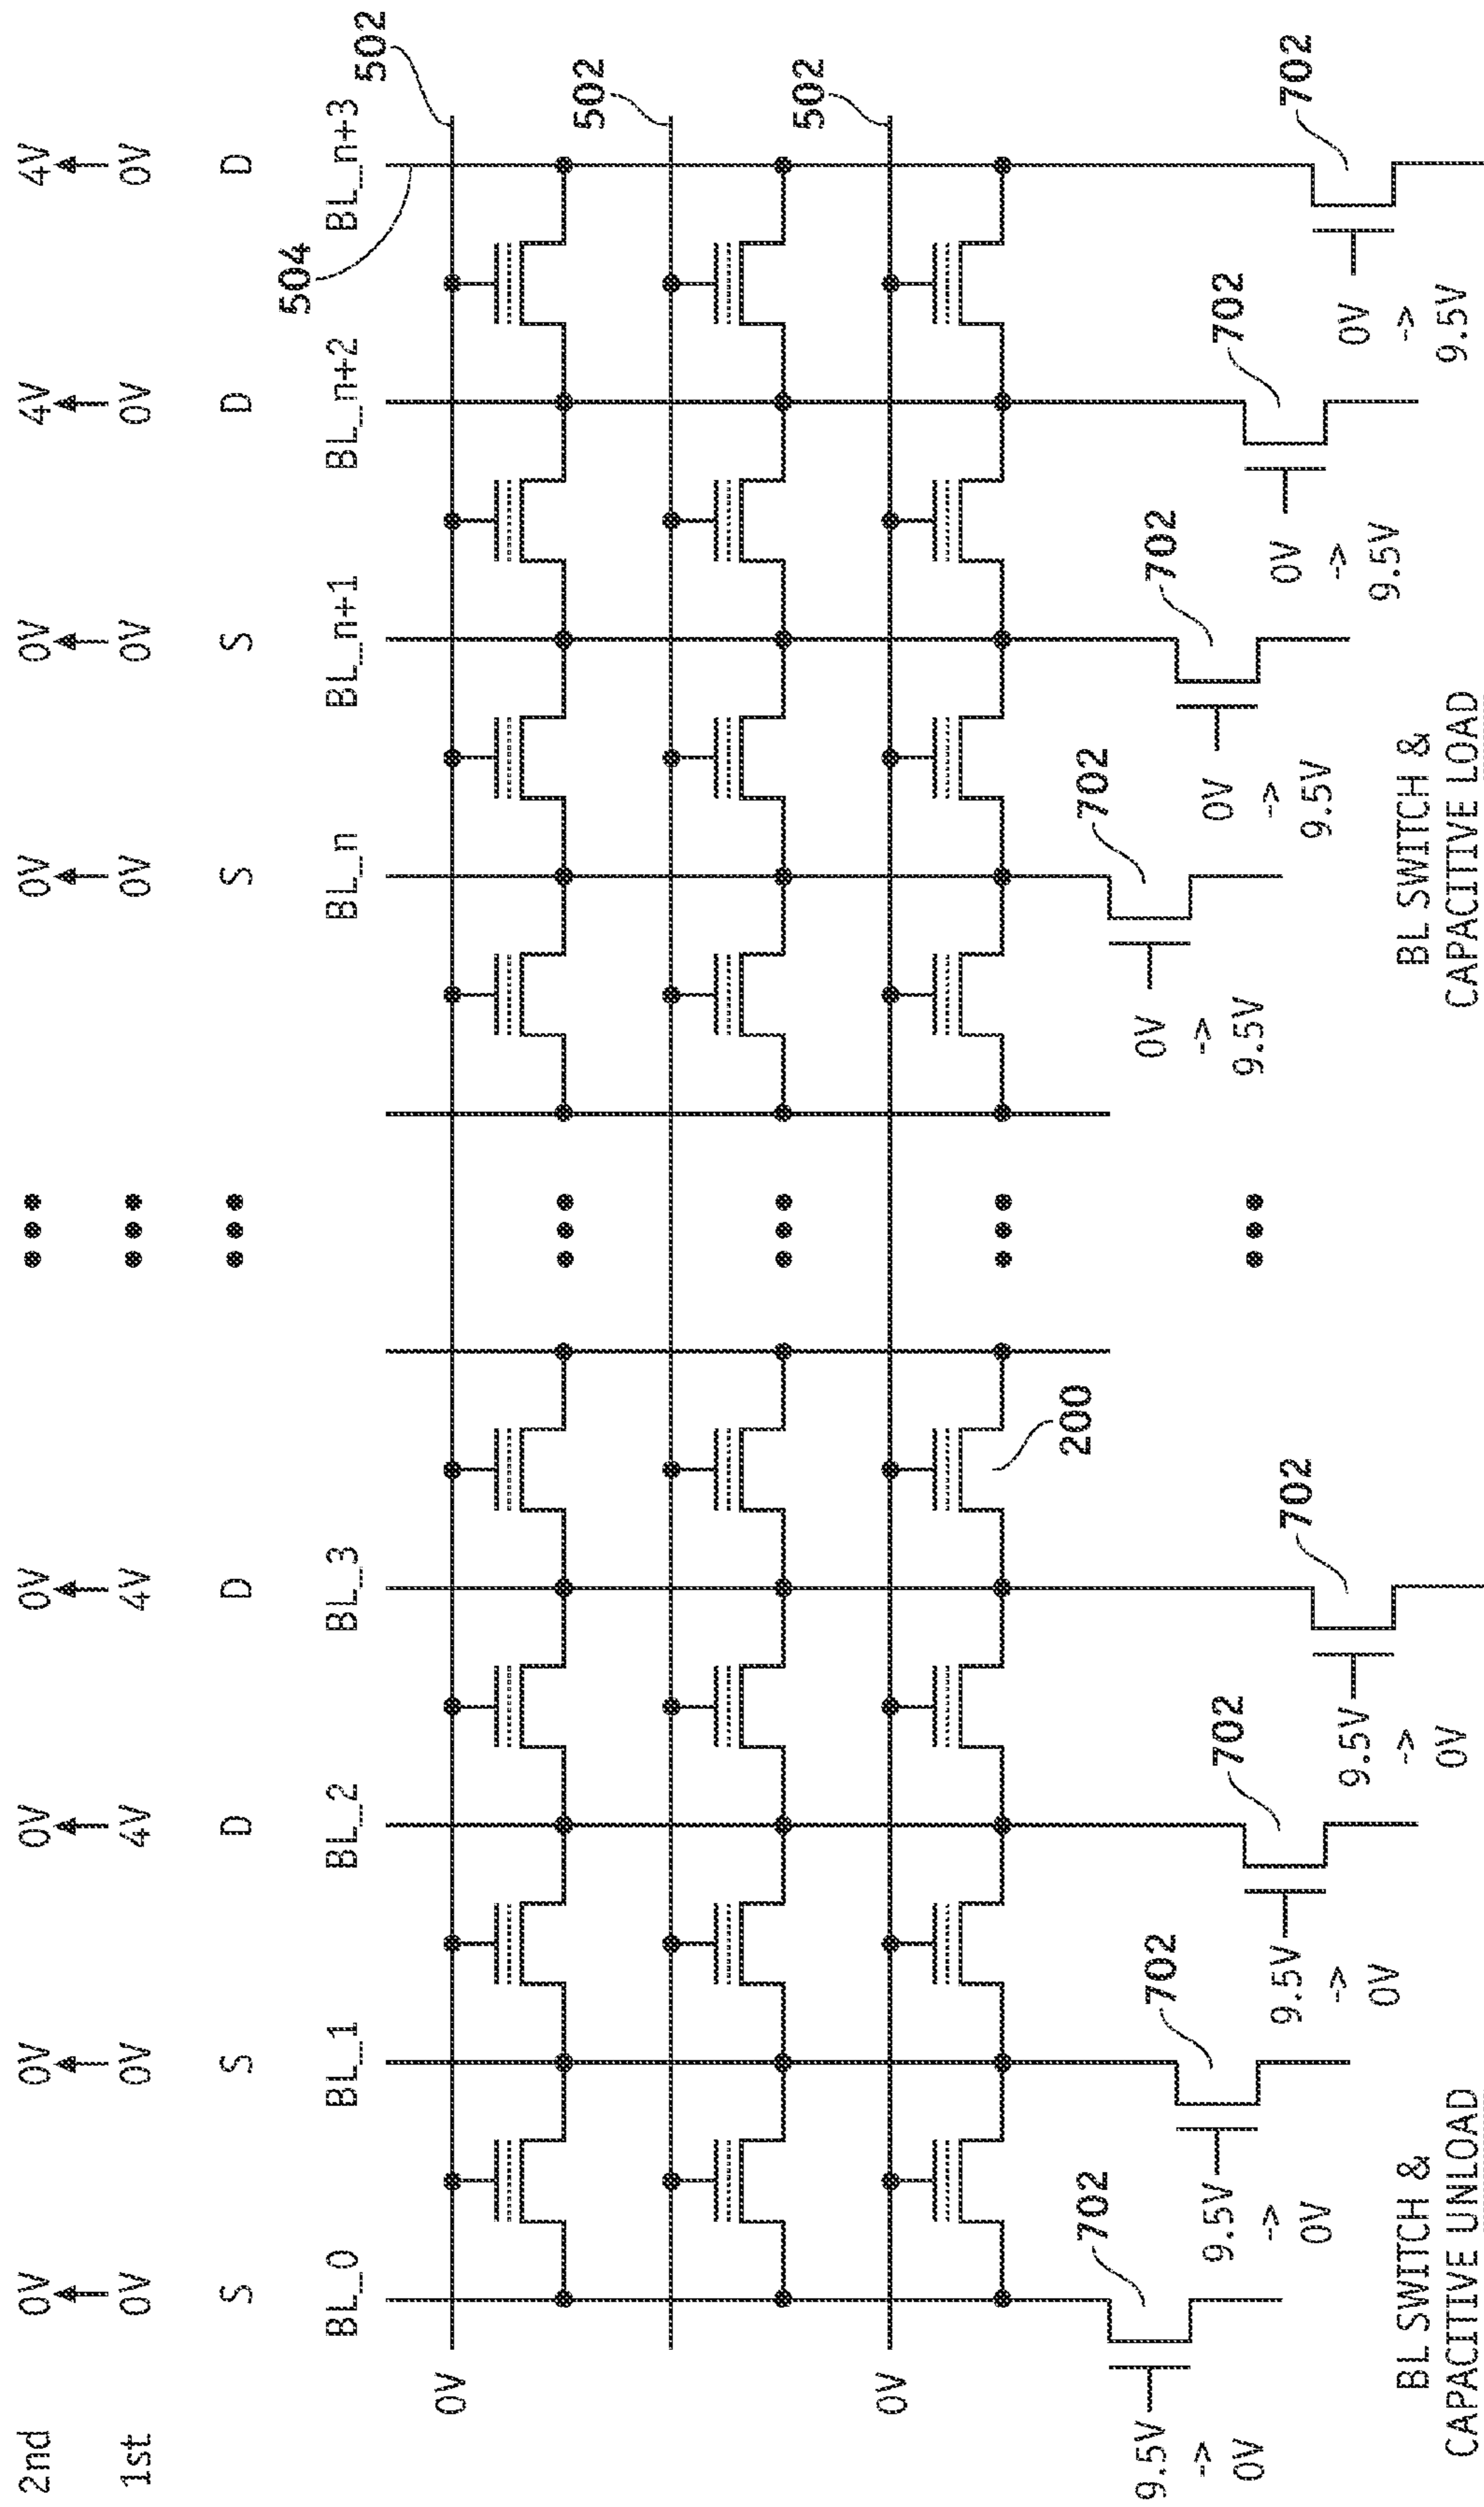 2nd 0V 0V 0V 0V ••• 0V 0V 4V 4V
1st 0V 0V 4V 4V ••• 0V 0V 0V 0V
S S D D ••• S S D D
504
BL_0 BL_1 BL_2 BL_3 BL_n BL_n+1 BL_n+2 BL_n+3
502
0V
502
502
0V
200
702 702 702 702 702 702 702 702
9.5V -> 0V
9.5V -> 0V
9.5V -> 0V
9.5V -> 0V
0V -> 9.5V
0V -> 9.5V
0V -> 9.5V
0V -> 9.5V
BL SWITCH &
CAPACITIVE UNLOAD
BL SWITCH &
CAPACITIVE LOAD